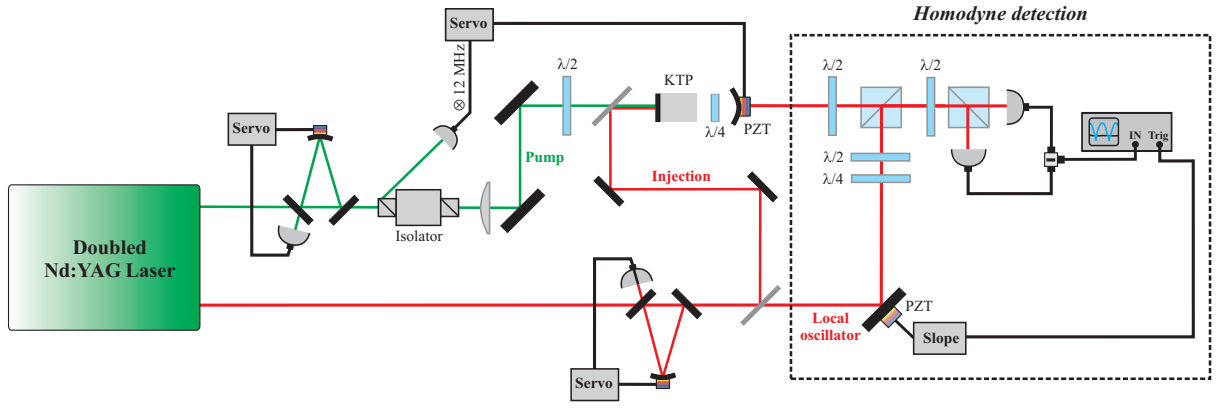 Homodyne detection
Servo
⊗ 12 MHz
λ/2
KTP
λ/4
PZT
λ/2
λ/2
IN
Trig
Servo
Pump
λ/2
λ/4
Injection
Isolator
Doubled
Nd:YAG Laser
Local
oscillator
PZT
Slope
Servo